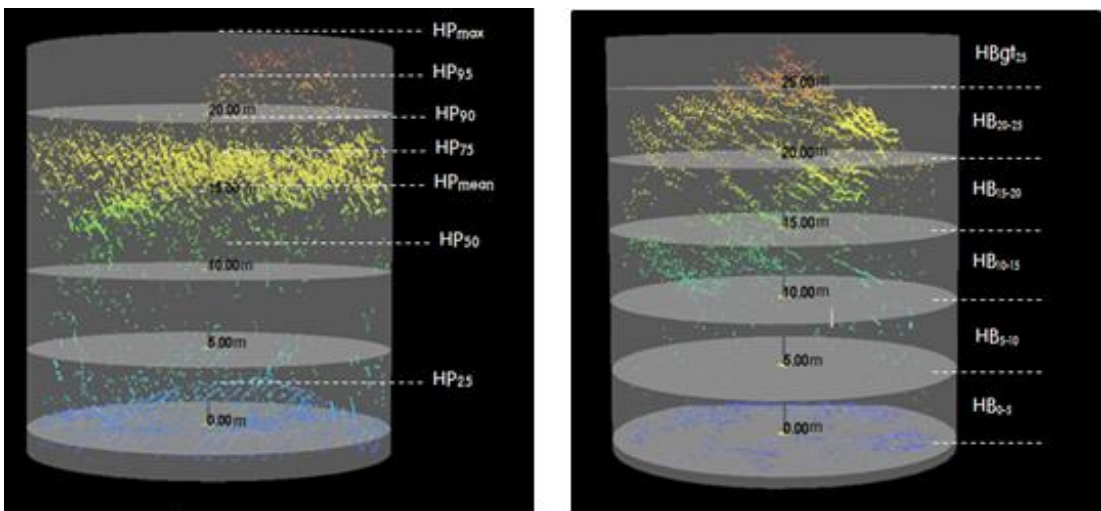 HPmax
HP95
20.00 m
HP90
HP75
15.00 m
HPmean
HP50
10.00 m
5.00 m
HP25
0.00 m
HBgt25
25.00 m
HB20-25
20.00 m
HB15-20
15.00 m
HB10-15
10.00 m
HB5-10
5.00 m
HB0-5
0.00 m